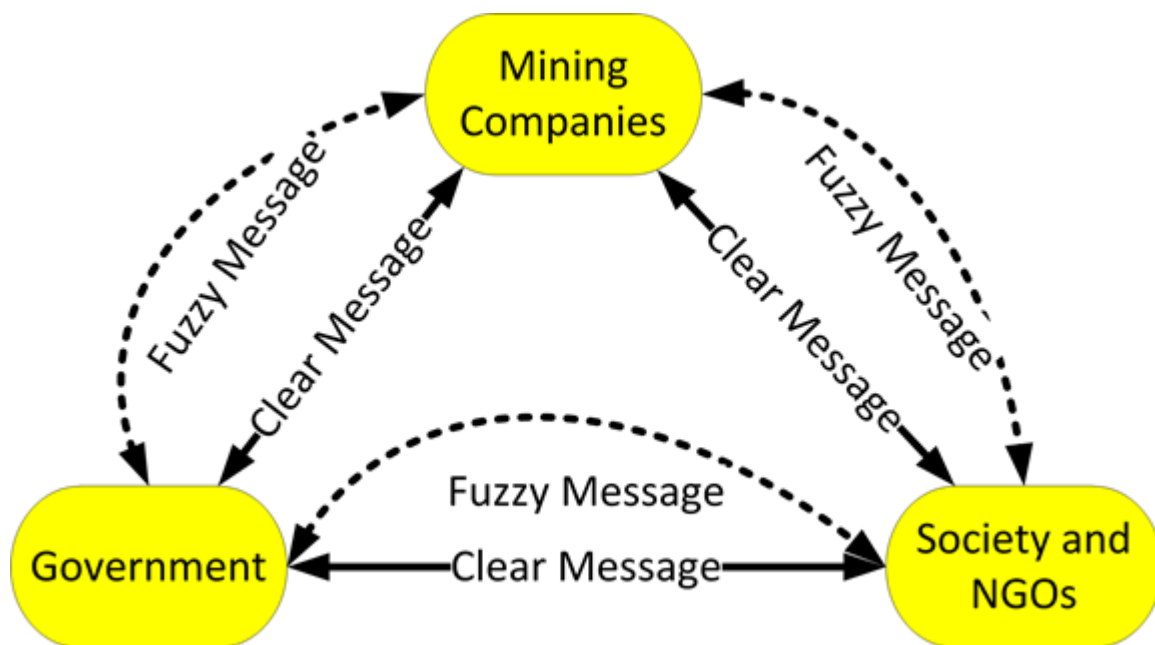 Mining
Companies
Fuzzy Message
Clear Message
Clear Message
Fuzzy Message
Fuzzy Message
Clear Message
Government
Society and
NGOs